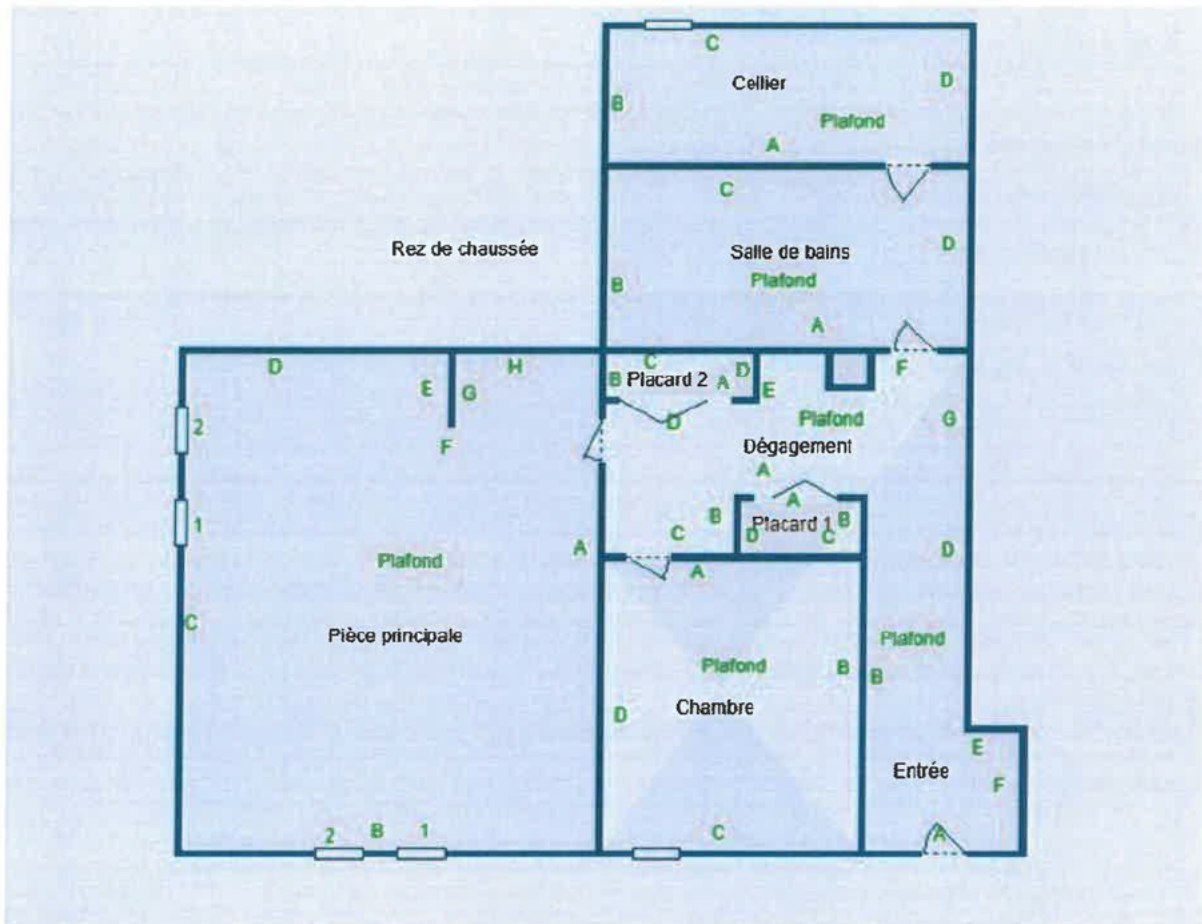 C
Cellier
D
B
Plafond
A
C
Rez de chaussée
Salle de bains
D
Plafond
B
A
D
E
H
G
F
C
B
Placard 2
A
D
E
F
2
D
Plafond
G
Dégagement
A
1
A
B
Placard 1
B
D
C
C
D
A
Plafond
A
C
Pièce principale
Plafond
B
B
Plafond
D
Chambre
E
Entrée
F
2
B
1
C
A